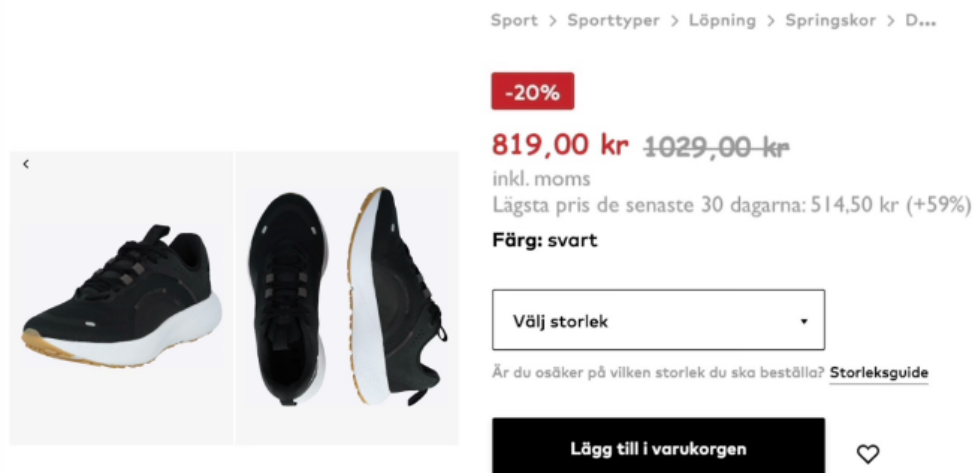 Sport > Sporttyper > Löpning > Springskor > D...
-20%
819,00 kr 1029,00 kr
inkl. moms
Lägsta pris de senaste 30 dagarna: 514,50 kr (+59%)
Färg: svart
Välj storlek
Är du osäker på vilken storlek du ska beställa? Storleksguide
Lägg till i varukorgen